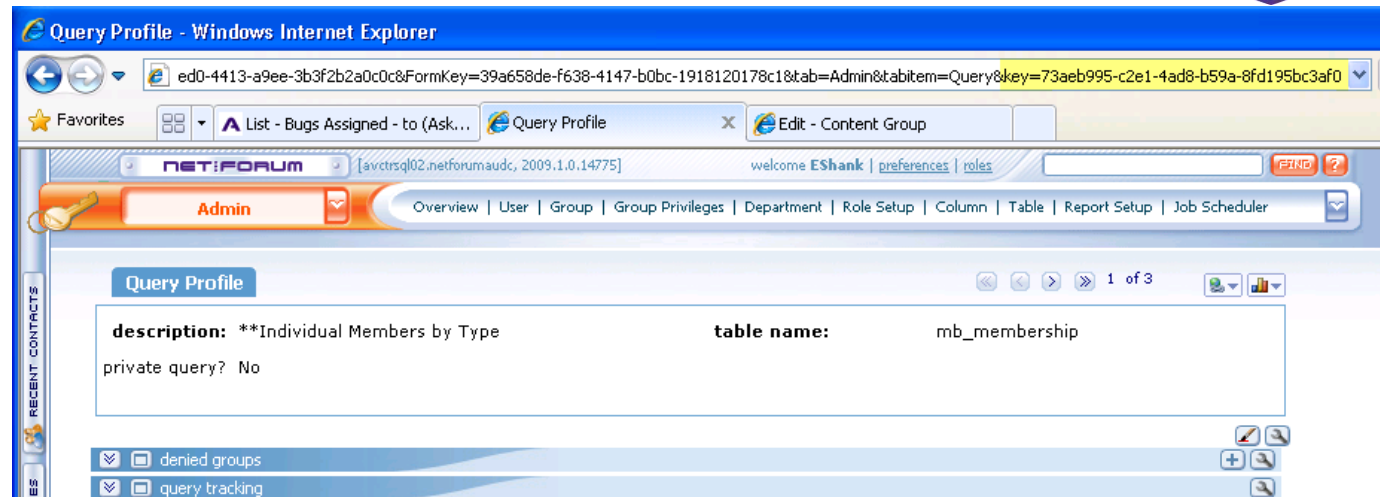 Query Profile - Windows Internet Explorer
ed0-4413-a9ee-3b3f2b2a0c0c&FormKey=39a658de-f638-4147-b0bc-1918120178c1&tab=Admin&tabitem=Query&key=73aeb995-c2e1-4ad8-b59a-8fd195bc3af0
Favorites List - Bugs Assigned - to (Ask... Query Profile X Edit - Content Group
NET:FORUM [avctrsql02.netforumaudc, 2009.1.0.14775] welcome EShank | preferences | roles FIND ?
Admin Overview | User | Group | Group Privileges | Department | Role Setup | Column | Table | Report Setup | Job Scheduler
Query Profile 1 of 3
description: **Individual Members by Type table name: mb_membership
private query? No
RECENT CONTACTS
denied groups
ES
query tracking